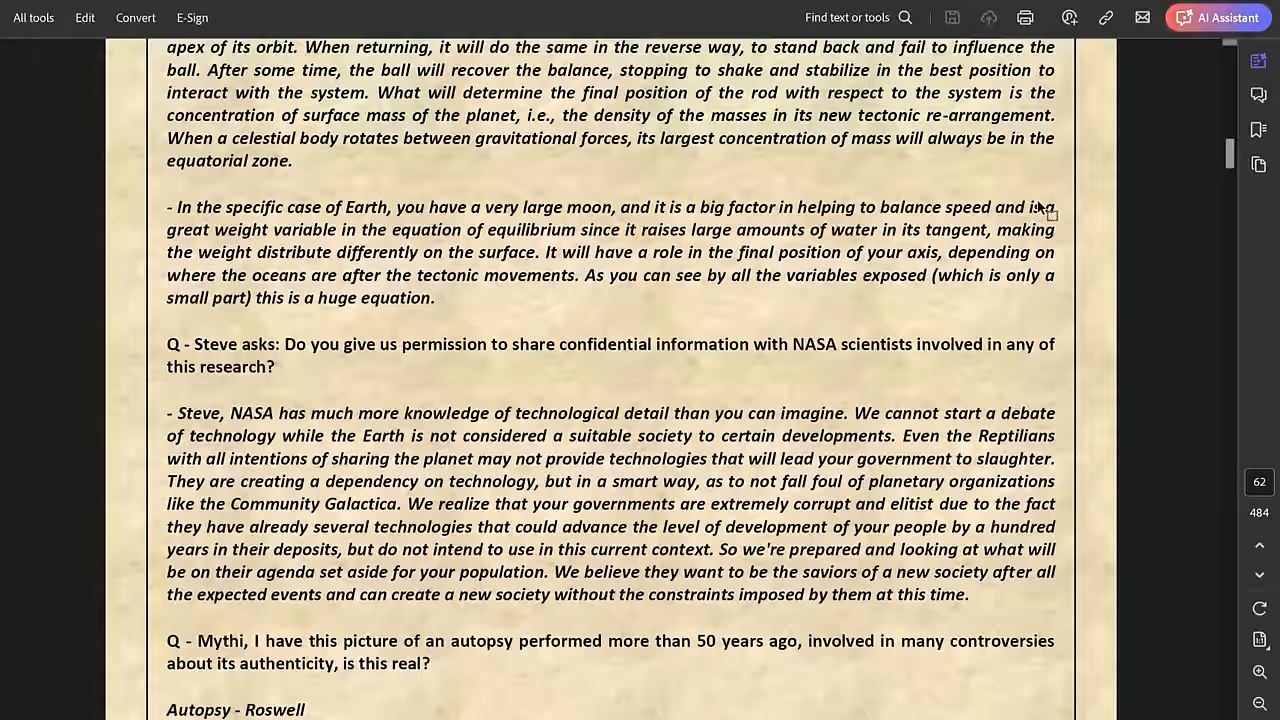 All tools Edit Convert E-Sign Find text or tools AI Assistant
apex of its orbit. When returning, it will do the same in the reverse way, to stand back and fail to influence the
ball. After some time, the ball will recover the balance, stopping to shake and stabilize in the best position to
interact with the system. What will determine the final position of the rod with respect to the system is the
concentration of surface mass of the planet, i.e., the density of the masses in its new tectonic re-arrangement.
When a celestial body rotates between gravitational forces, its largest concentration of mass will always be in the
equatorial zone.
- In the specific case of Earth, you have a very large moon, and it is a big factor in helping to balance speed and is a
great weight variable in the equation of equilibrium since it raises large amounts of water in its tangent, making
the weight distribute differently on the surface. It will have a role in the final position of your axis, depending on
where the oceans are after the tectonic movements. As you can see by all the variables exposed (which is only a
small part) this is a huge equation.
Q - Steve asks: Do you give us permission to share confidential information with NASA scientists involved in any of
this research?
- Steve, NASA has much more knowledge of technological detail than you can imagine. We cannot start a debate
of technology while the Earth is not considered a suitable society to certain developments. Even the Reptilians
with all intentions of sharing the planet may not provide technologies that will lead your government to slaughter.
They are creating a dependency on technology, but in a smart way, as to not fall foul of planetary organizations
like the Community Galactica. We realize that your governments are extremely corrupt and elitist due to the fact
they have already several technologies that could advance the level of development of your people by a hundred
years in their deposits, but do not intend to use in this current context. So we're prepared and looking at what will
be on their agenda set aside for your population. We believe they want to be the saviors of a new society after all
the expected events and can create a new society without the constraints imposed by them at this time.
Q - Mythi, I have this picture of an autopsy performed more than 50 years ago, involved in many controversies
about its authenticity, is this real?
Autopsy - Roswell
62
484